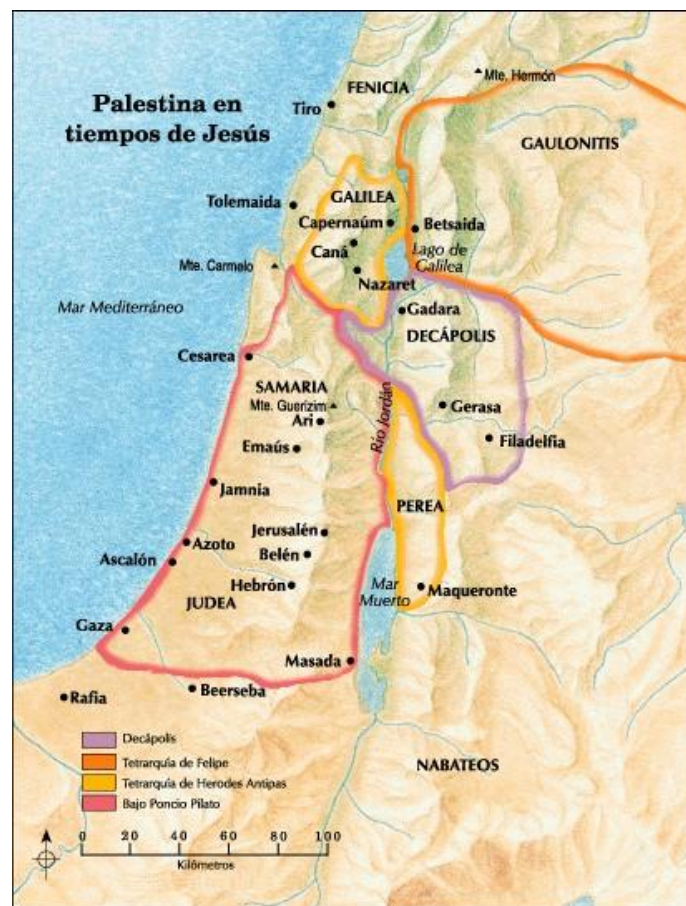 Palestina en
tiempos de Jesús
FENICIA
Mte. Hermón
Tiro
GAULONITIS
GALILEA
Tolemaida
Capernaúm
Betsaida
Caná
Lago de
Galilea
Mte. Carmelo
Nazaret
Mar Mediterráneo
Gadara
DECÁPOLIS
Cesarea
SAMARIA
Río Jordán
Mte. Guerizim
Gerasa
Ari
Filadelfia
Emaús
Jamnia
PEREA
Jerusalén
Azoto
Belén
Ascalón
Hebrón
Mar
Muerto
Maqueronte
JUDEA
Gaza
Masada
Beerseba
Rafia
Decápolis
Tetrarquía de Felipe
NABATEOS
Tetrarquía de Herodes Antipas
Bajo Poncio Pilato
0 20 40 60 80 100
Kilómetros